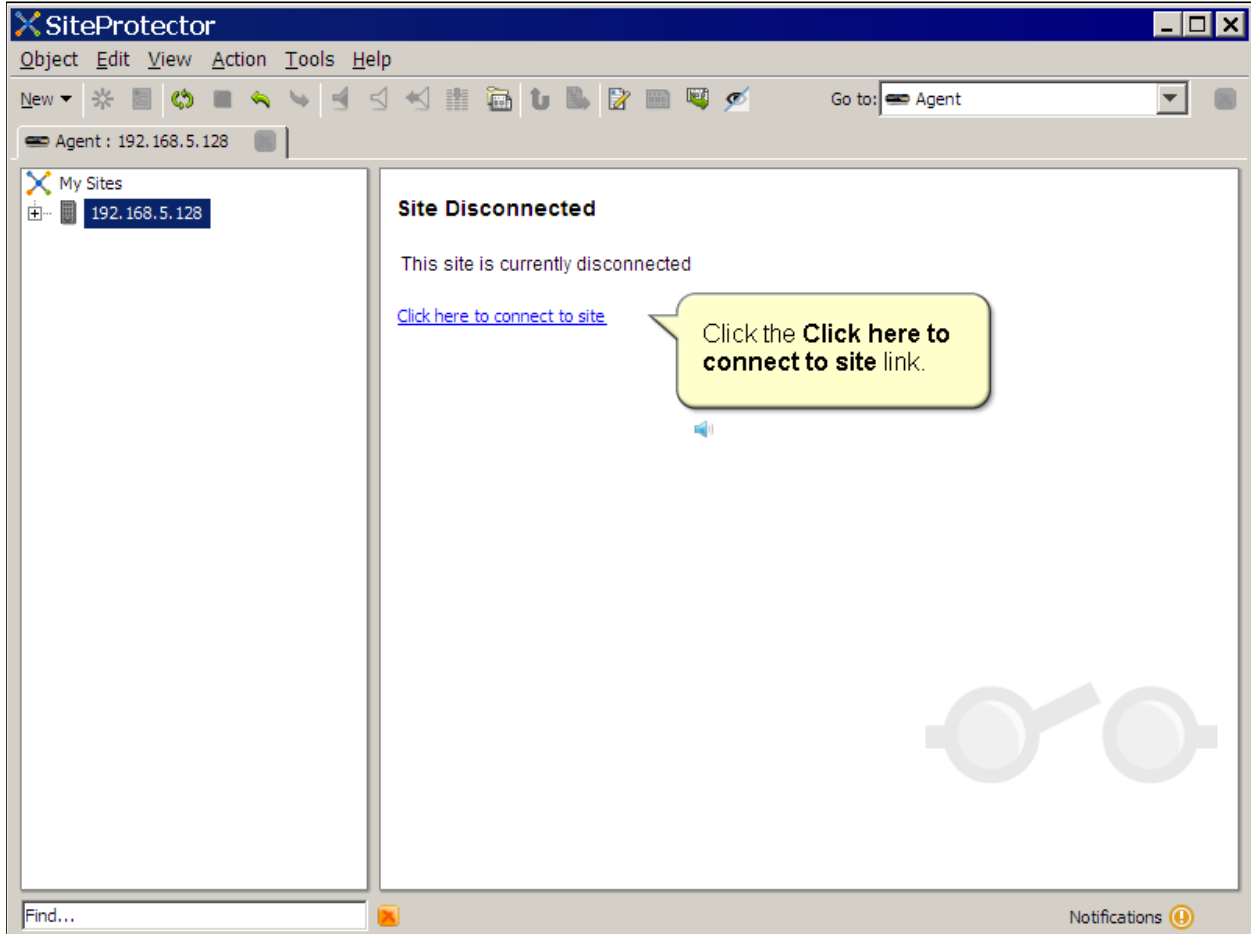 SiteProtector
Object Edit View Action Tools Help
New Go to: Agent
Agent : 192.168.5.128
My Sites
192.168.5.128
Site Disconnected
This site is currently disconnected
Click here to connect to site
Click the Click here to
connect to site link.
Find...
Notifications